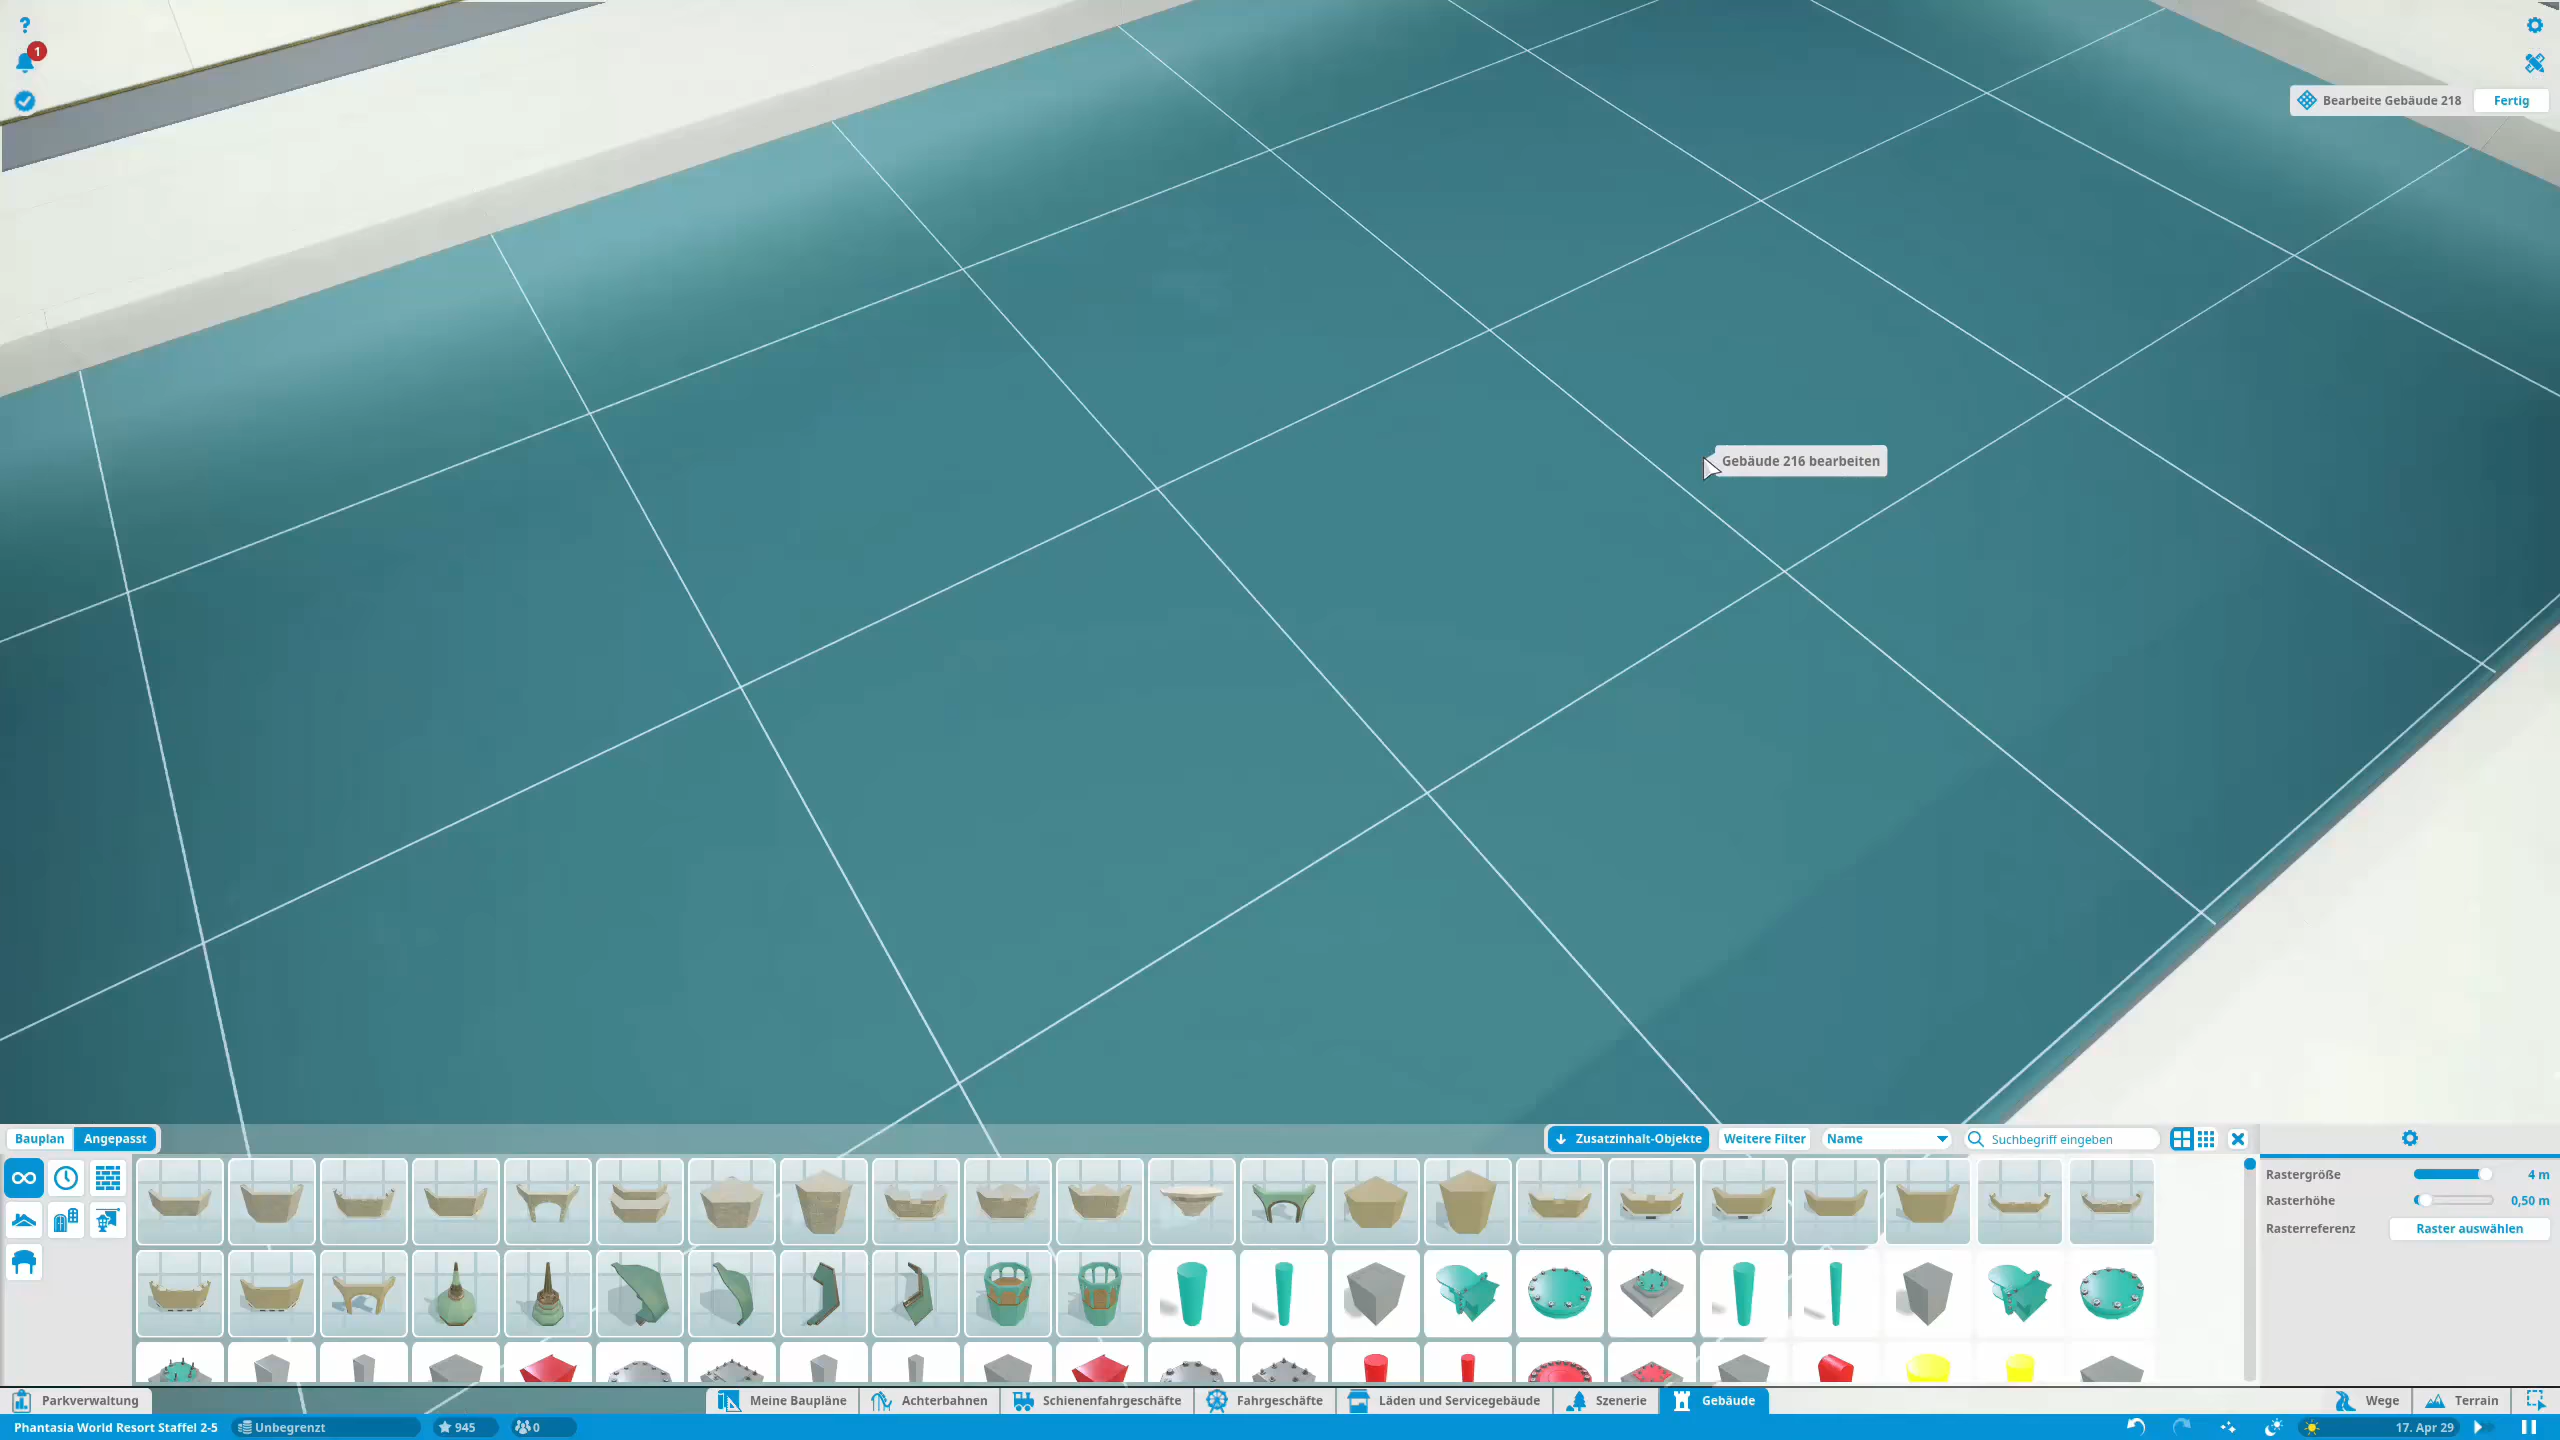 ?
1
Bearbeite Gebäude 218
Fertig
Gebäude 216 bearbeiten
Bauplan
Angepasst
Zusatzinhalt-Objekte
Weitere Filter
Name
Suchbegriff eingeben
Rastergröße
4 m
Rasterhöhe
0,50 m
Rasterreferenz
Raster auswählen
Parkverwaltung
Meine Baupläne
Achterbahnen
Schienenfahrgeschäfte
Fahrgeschäfte
Läden und Servicegebäude
Szenerie
Gebäude
Wege
Terrain
Phantasia World Resort Staffel 2-5
Unbegrenzt
945
0
17. Apr 29